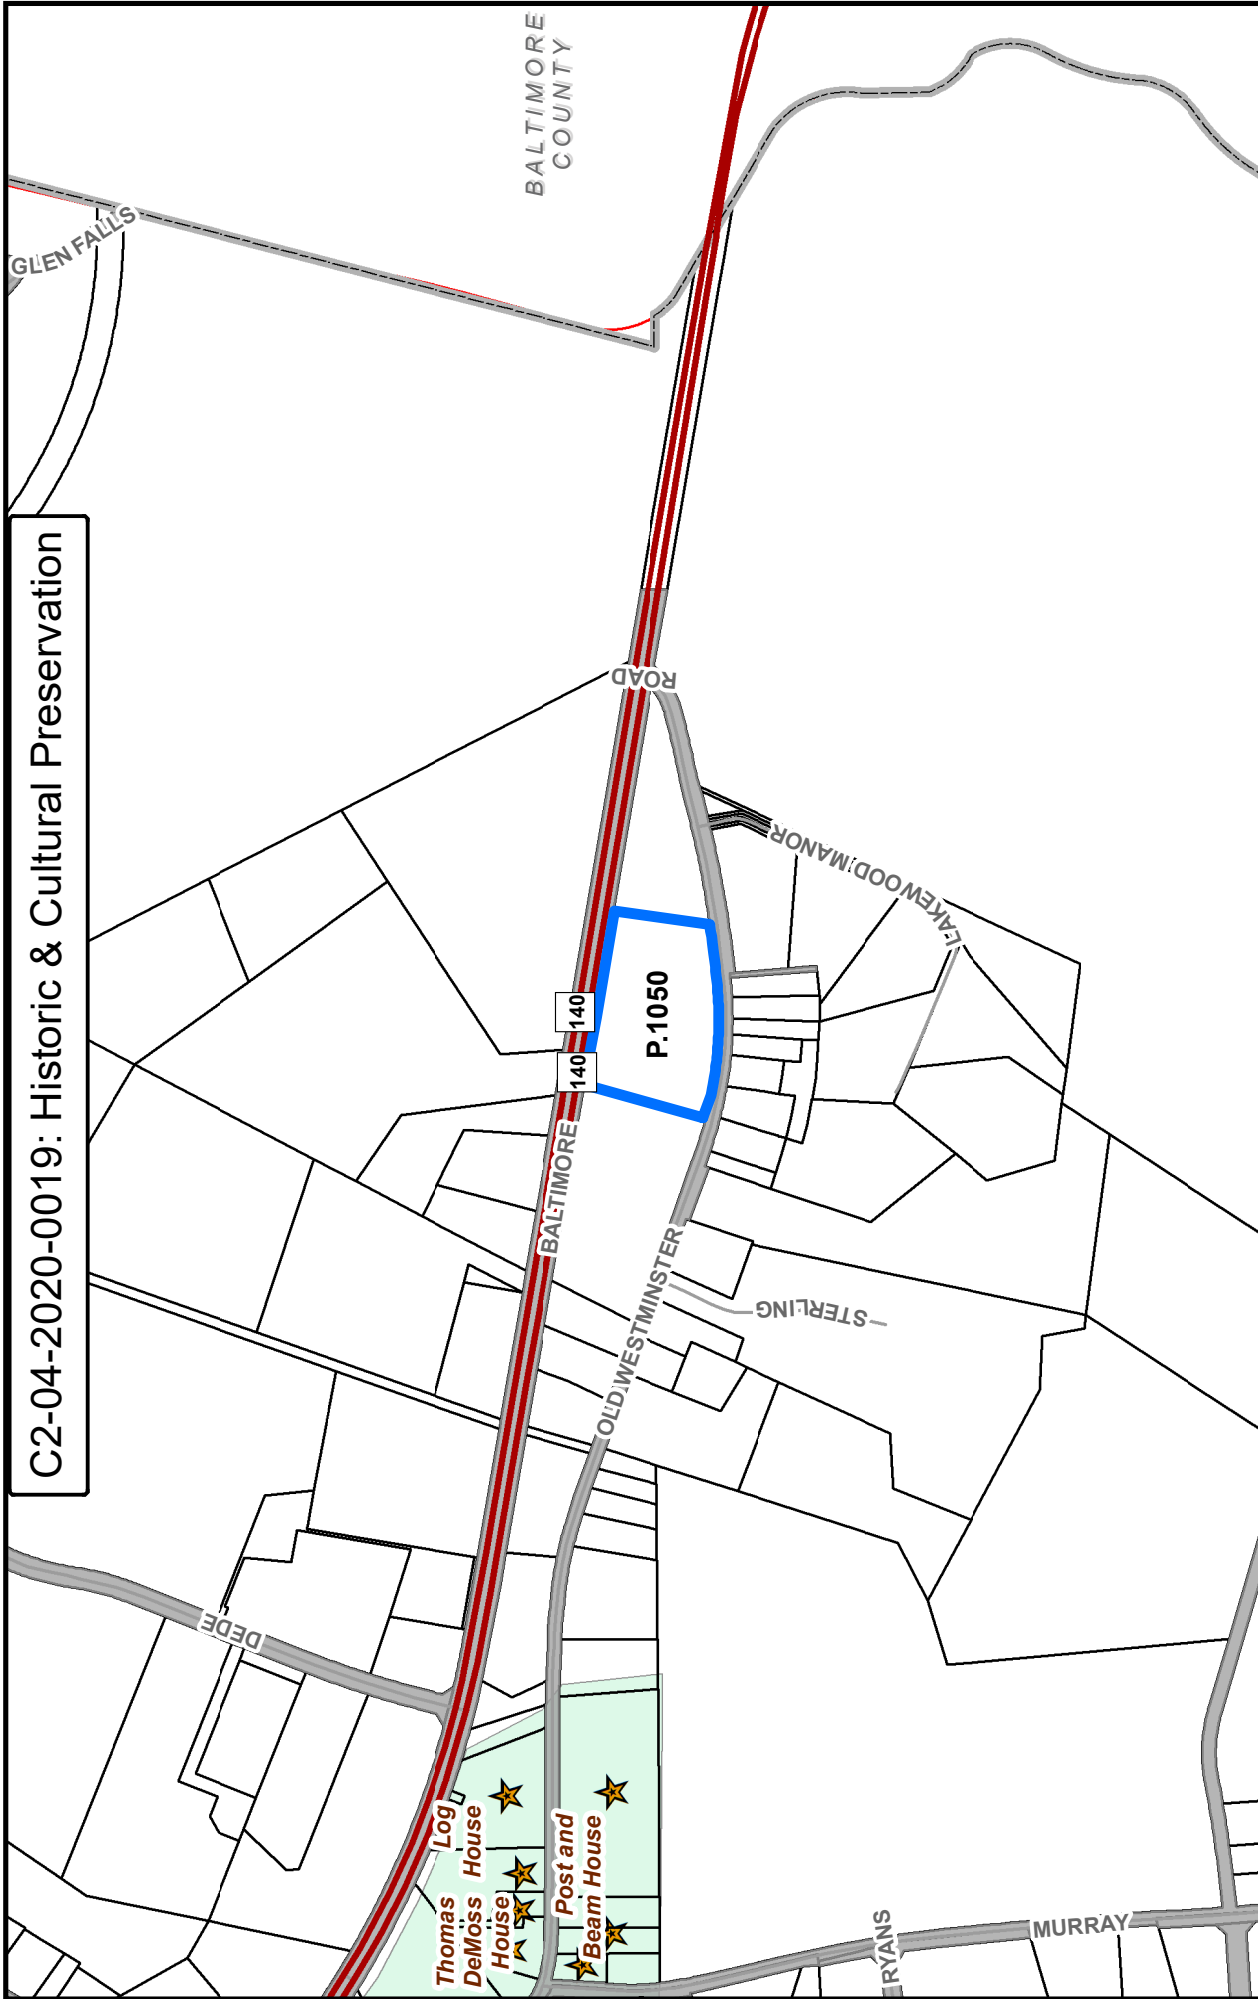 C2-04-2020-0019: Historic & Cultural Preservation
GLEN FALLS
BALTIMORE
COUNTY
DEDE
ROAD
140
140
BALTIMORE
P.1050
LAKEWOOD MANOR
OLD WESTMINSTER
STERLING
Log
House
Thomas
DeMoss
House
Post and
Beam House
RYANS
MURRAY